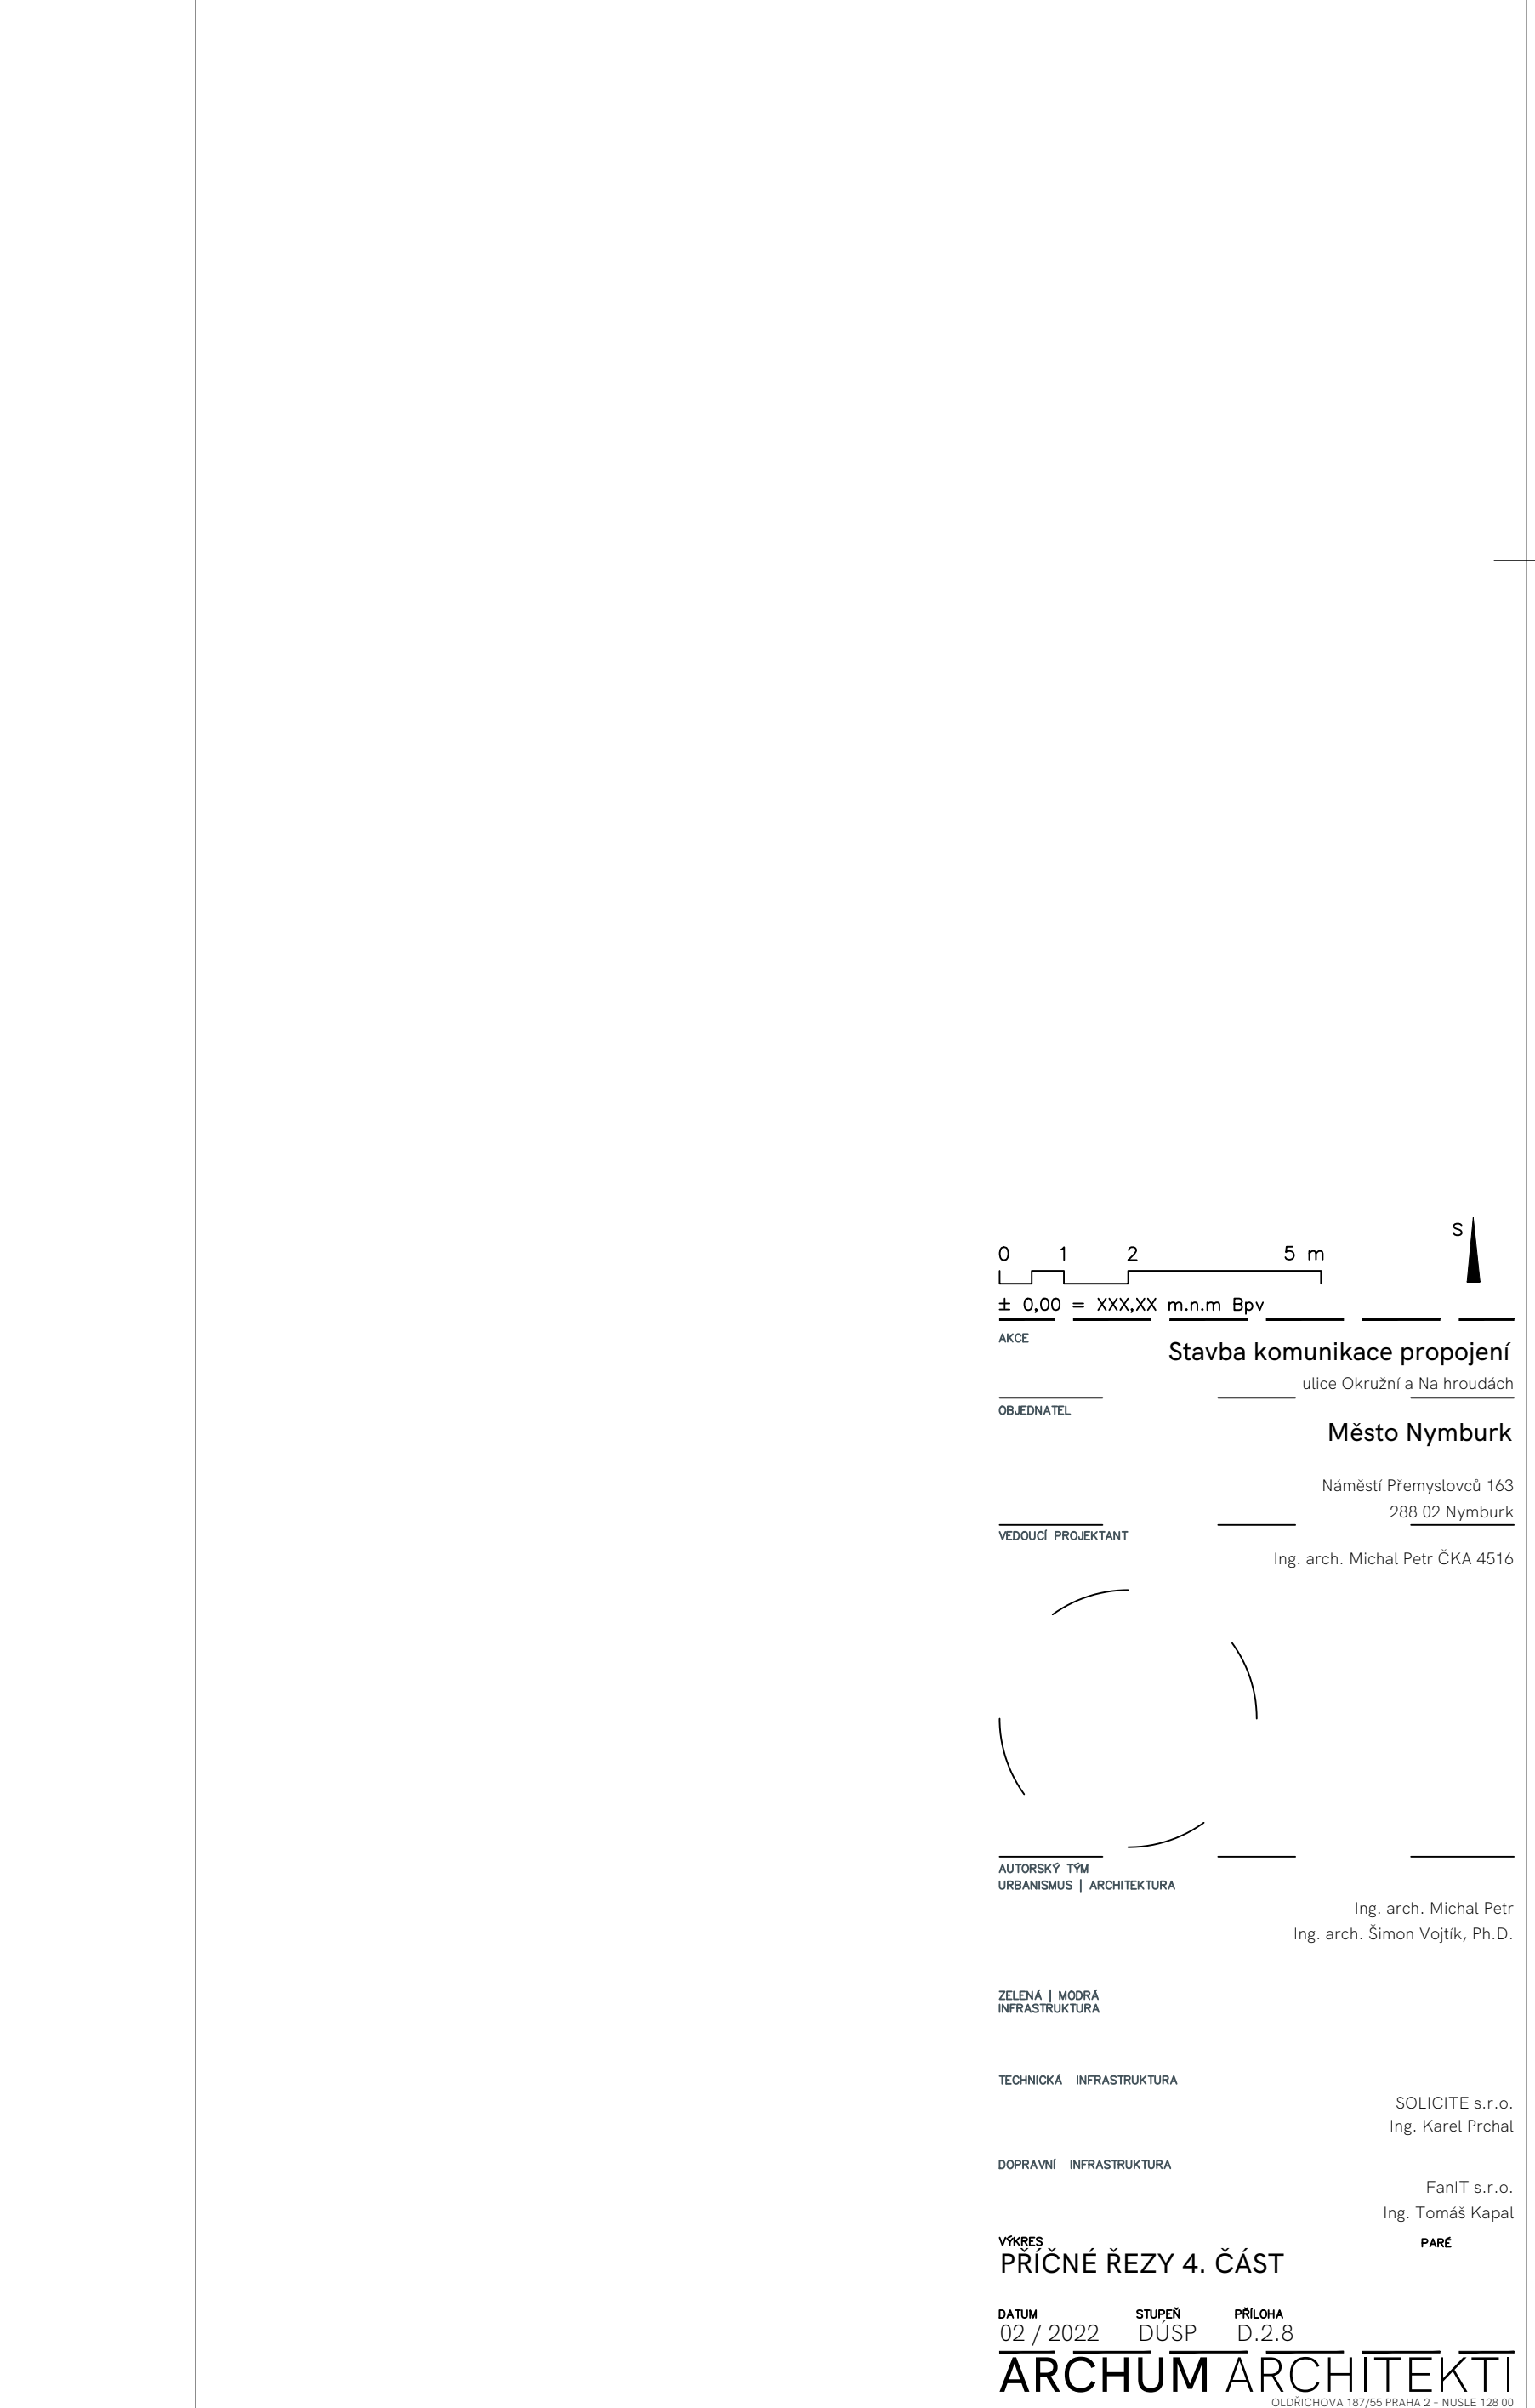 S
0 1 2 5 m
± 0,00 = XXX,XX m.n.m Bpv
AKCE
Stavba komunikace propojení
ulice Okružní a Na hroudách
OBJEDNATEL
Město Nymburk
Náměstí Přemyslovců 163
288 02 Nymburk
VEDOUCÍ PROJEKTANT
Ing. arch. Michal Petr ČKA 4516
AUTORSKÝ TÝM
URBANISMUS | ARCHITEKTURA
Ing. arch. Michal Petr
Ing. arch. Šimon Vojtík, Ph.D.
ZELENÁ | MODRÁ
INFRASTRUKTURA
TECHNICKÁ INFRASTRUKTURA
SOLICITE s.r.o.
Ing. Karel Prchal
DOPRAVNÍ INFRASTRUKTURA
FanIT s.r.o.
Ing. Tomáš Kapal
VÝKRES PARÉ
PŘÍČNÉ ŘEZY 4. ČÁST
DATUM STUPEŇ PŘÍLOHA
02 / 2022 DÚSP D.2.8
ARCHUM ARCHITEKTI
OLDŘICHOVA 187/55 PRAHA 2 - NUSLE 128 00